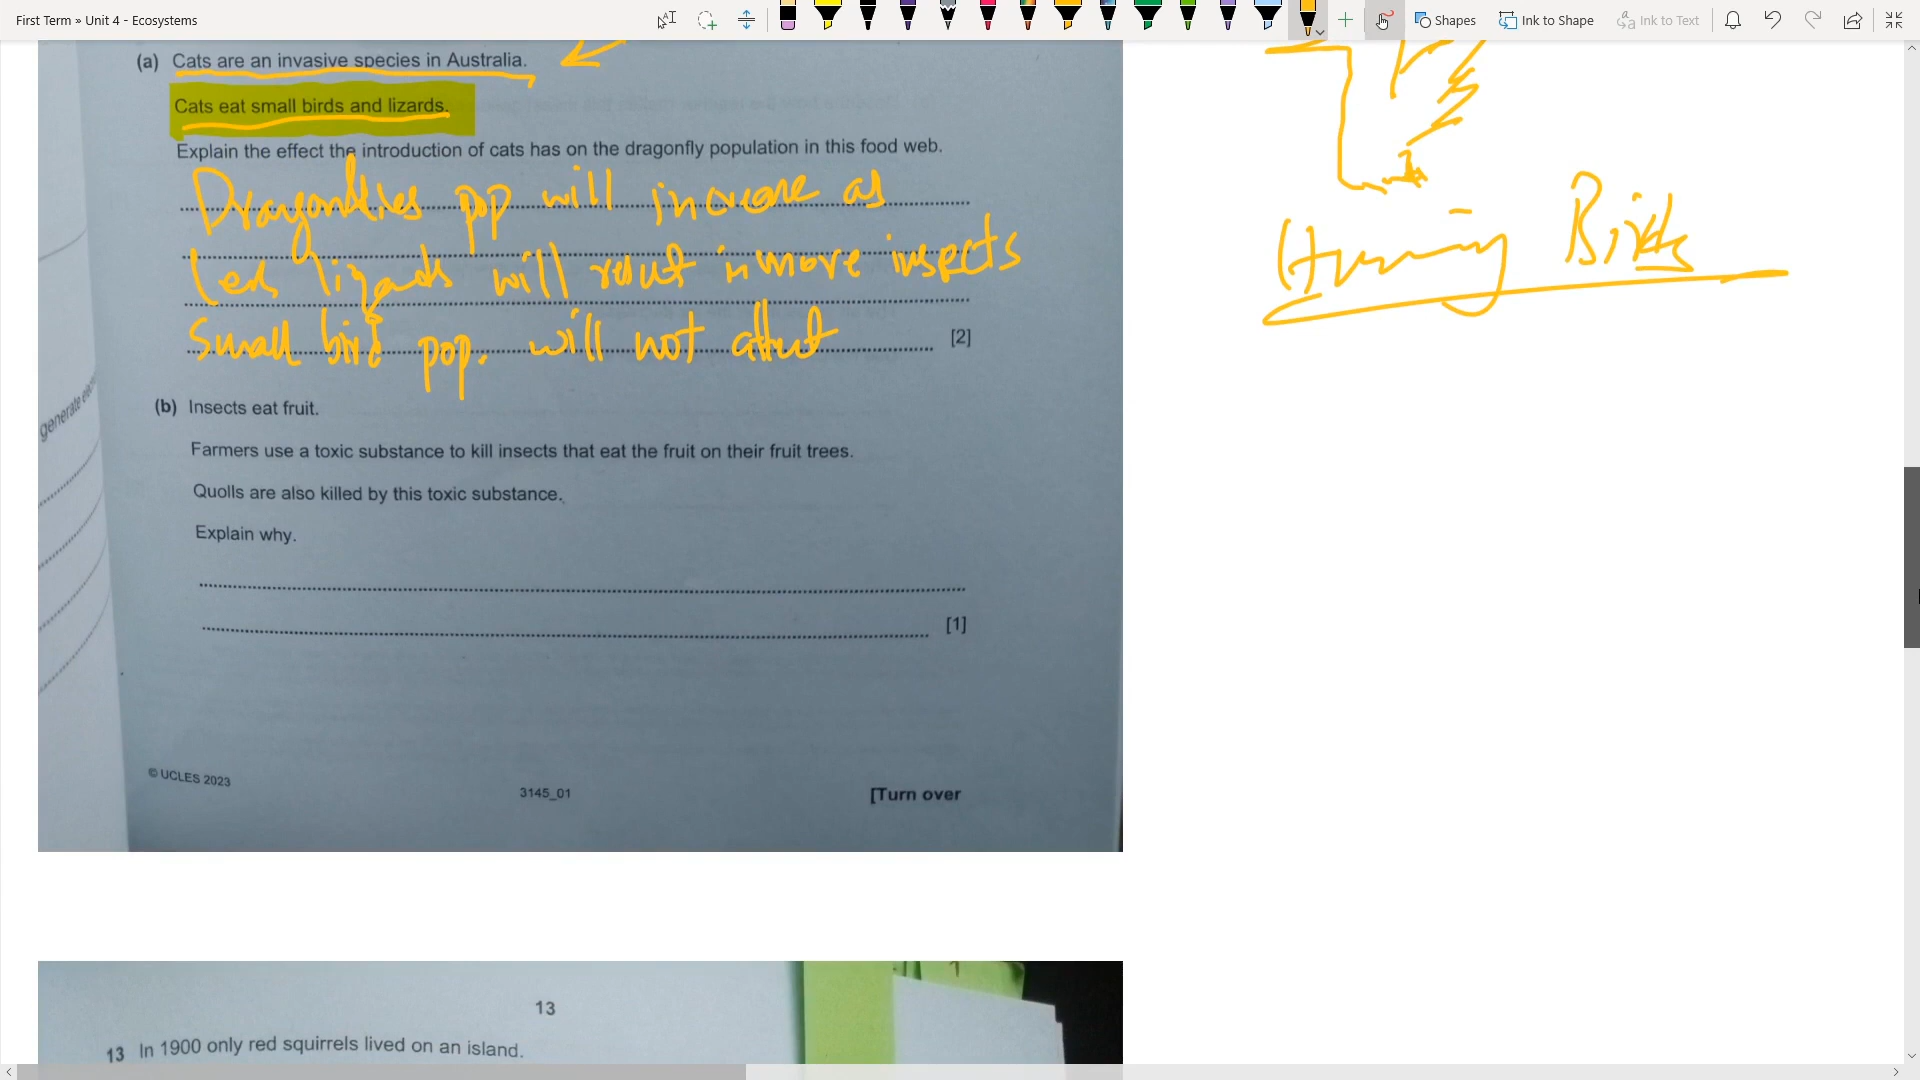 First Term » Unit 4 - Ecosystems
Shapes
Ink to Shape
Ink to Text
(a) Cats are an invasive species in Australia.
Cats eat small birds and lizards.
Explain the effect the introduction of cats has on the dragonfly population in this food web.
Dragonflies pop will increase as
Less lizards will result in more insects
Small bird pop. will not affect
[2]
(b) Insects eat fruit.
Farmers use a toxic substance to kill insects that eat the fruit on their fruit trees.
Quolls are also killed by this toxic substance.
Explain why.
[1]
© UCLES 2023
3145_01
[Turn over
generate
Birds
13
13 In 1900 only red squirrels lived on an island.